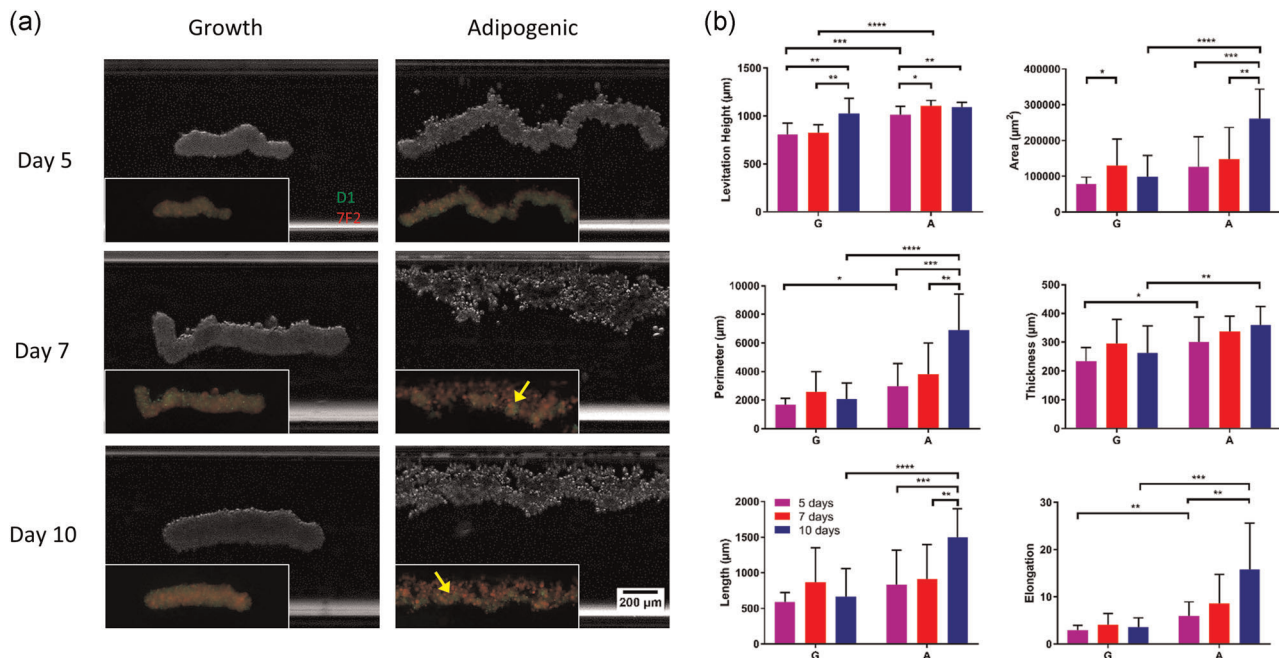 (a)
Growth
Adipogenic
Day 5
D1
7F2
Day 7
Day 10
200 µm
(b)
Levitation Height (µm)
1500
1000
500
0
G
A
**
**
***
****
*
**
Area (µm²)
400000
300000
200000
100000
0
G
A
*
****
***
**
Perimeter (µm)
10000
8000
6000
4000
2000
0
G
A
*
****
***
**
Thickness (µm)
500
400
300
200
100
0
G
A
*
**
Length (µm)
2000
1500
1000
500
0
G
A
5 days
7 days
10 days
****
***
**
Elongation
30
20
10
0
G
A
**
***
**